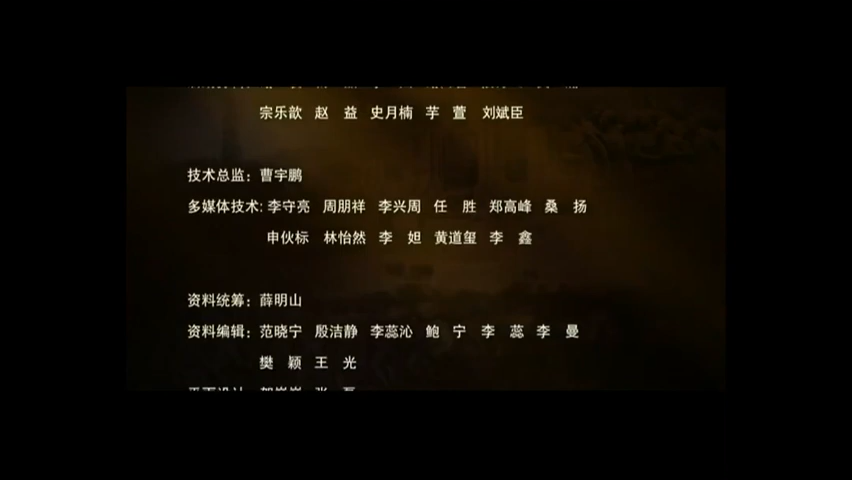 宗乐歆 赵 益 史月楠 芋 萱 刘斌臣
技术总监：曹宇鹏
多媒体技术：李守亮 周朋祥 李兴周 任 胜 郑高峰 桑 扬
申伙标 林怡然 李 妲 黄道玺 李 鑫
资料统筹：薛明山
资料编辑：范晓宁 殷洁静 李蕊沁 鲍 宁 李 蕊 李 曼
樊 颖 王 光